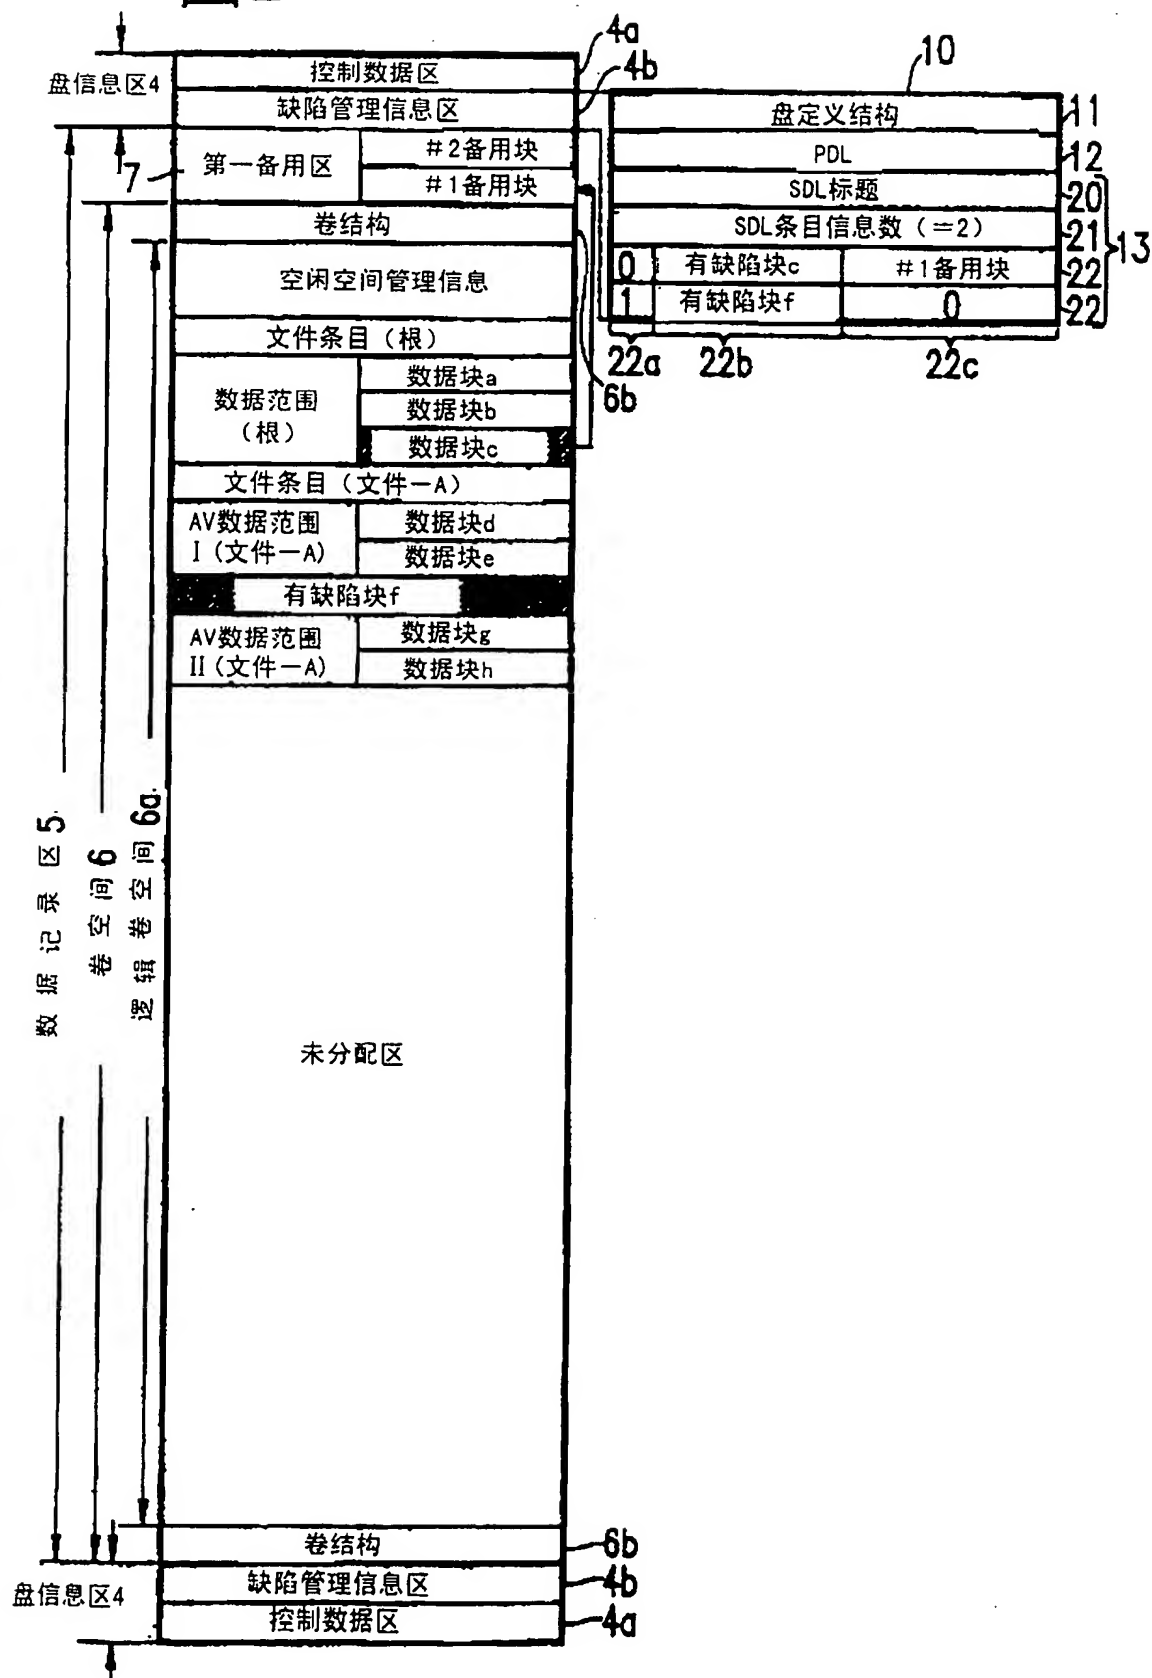 4a
控制数据区
盘信息区4
4b
缺陷管理信息区
7
第一备用区
#2备用块
#1备用块
卷结构
空闲空间管理信息
文件条目（根）
6b
数据范围
（根）
数据块a
数据块b
数据块c
文件条目（文件－A）
AV数据范围
I（文件－A）
数据块d
数据块e
有缺陷块f
AV数据范围
II（文件－A）
数据块g
数据块h
未分配区
数据记录区5
卷空间6
逻辑卷空间6a
卷结构
6b
盘信息区4
缺陷管理信息区
4b
控制数据区
4a
10
盘定义结构
11
PDL
12
SDL标题
20
SDL条目信息数（＝2）
21
13
0
有缺陷块c
#1备用块
22
1
有缺陷块f
0
22
22a
22b
22c